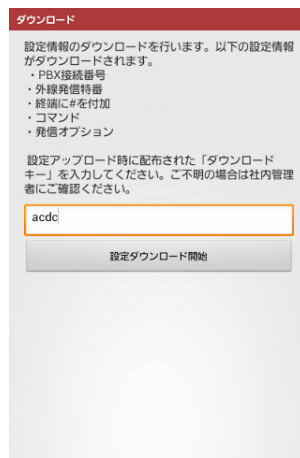 ダウンロード
設定情報のダウンロードを行います。以下の設定情報
がダウンロードされます。
・PBX接続番号
・外線発信特番
・終端に#を付加
・コマンド
・発信オプション
設定アップロード時に配布された「ダウンロード
キー」を入力してください。ご不明の場合は社内管理
者にご確認ください。
acdc
設定ダウンロード開始